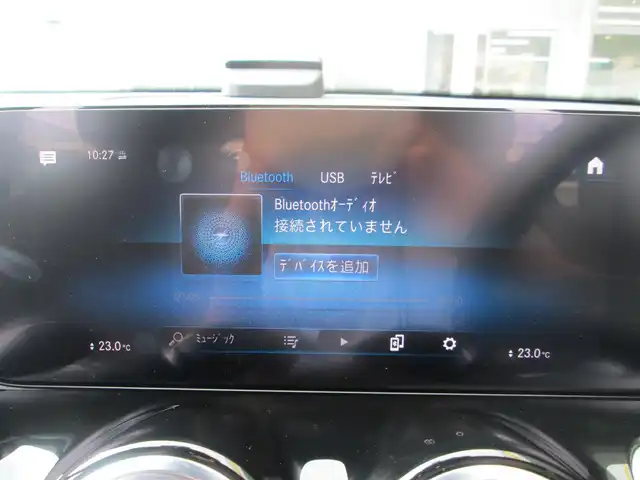 10:27
Bluetooth USB ﾃﾚﾋﾞ
Bluetoothｵｰﾃﾞｨｵ
接続されていません
ﾃﾞﾊﾞｲｽを追加
23.0℃ ﾐｭｰｼﾞｯｸ 23.0℃